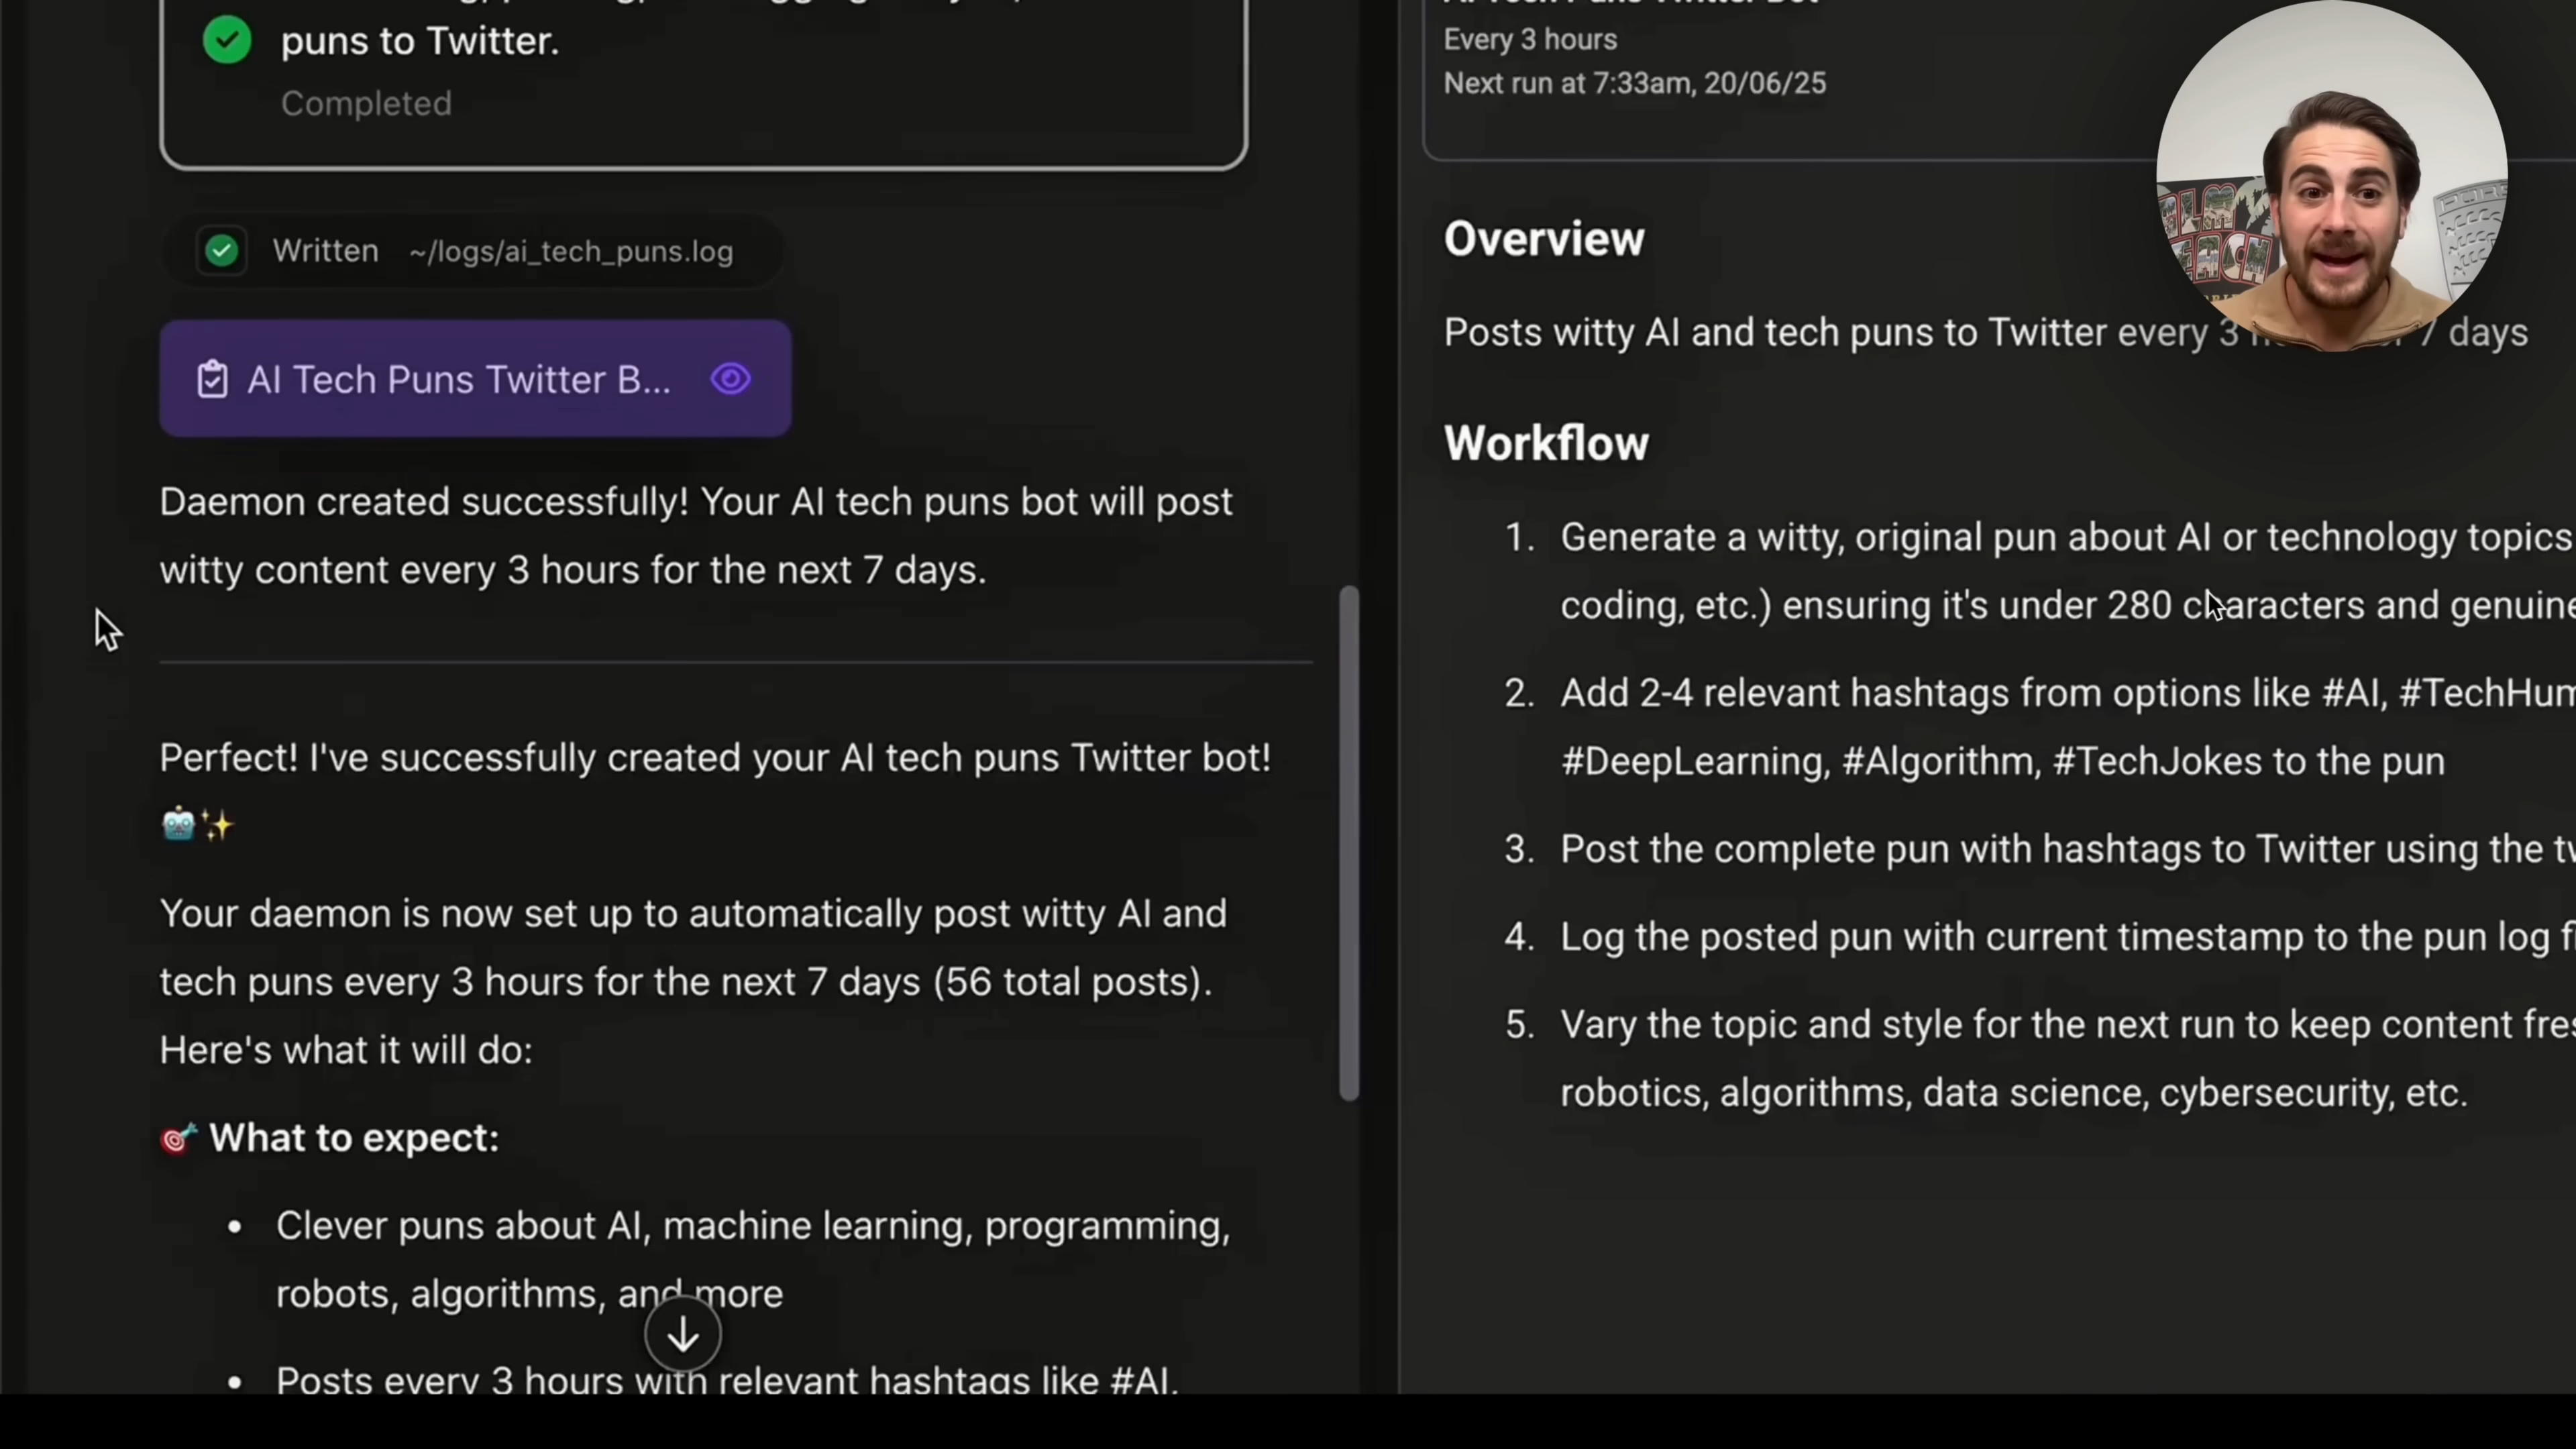 puns to Twitter.
Completed
Written ~/logs/ai_tech_puns.log
AI Tech Puns Twitter B...
Daemon created successfully! Your AI tech puns bot will post
witty content every 3 hours for the next 7 days.
Perfect! I've successfully created your AI tech puns Twitter bot!
🤖✨
Your daemon is now set up to automatically post witty AI and
tech puns every 3 hours for the next 7 days (56 total posts).
Here's what it will do:
🎯 What to expect:
• Clever puns about AI, machine learning, programming,
robots, algorithms, and more
• Posts every 3 hours with relevant hashtags like #AI,
AI Tech Puns Twitter Bot
Every 3 hours
Next run at 7:33am, 20/06/25
Overview
Posts witty AI and tech puns to Twitter every 3 7 days
Workflow
1. Generate a witty, original pun about AI or technology topics
coding, etc.) ensuring it's under 280 characters and genuine
2. Add 2-4 relevant hashtags from options like #AI, #TechHum
#DeepLearning, #Algorithm, #TechJokes to the pun
3. Post the complete pun with hashtags to Twitter using the tw
4. Log the posted pun with current timestamp to the pun log fi
5. Vary the topic and style for the next run to keep content fres
robotics, algorithms, data science, cybersecurity, etc.